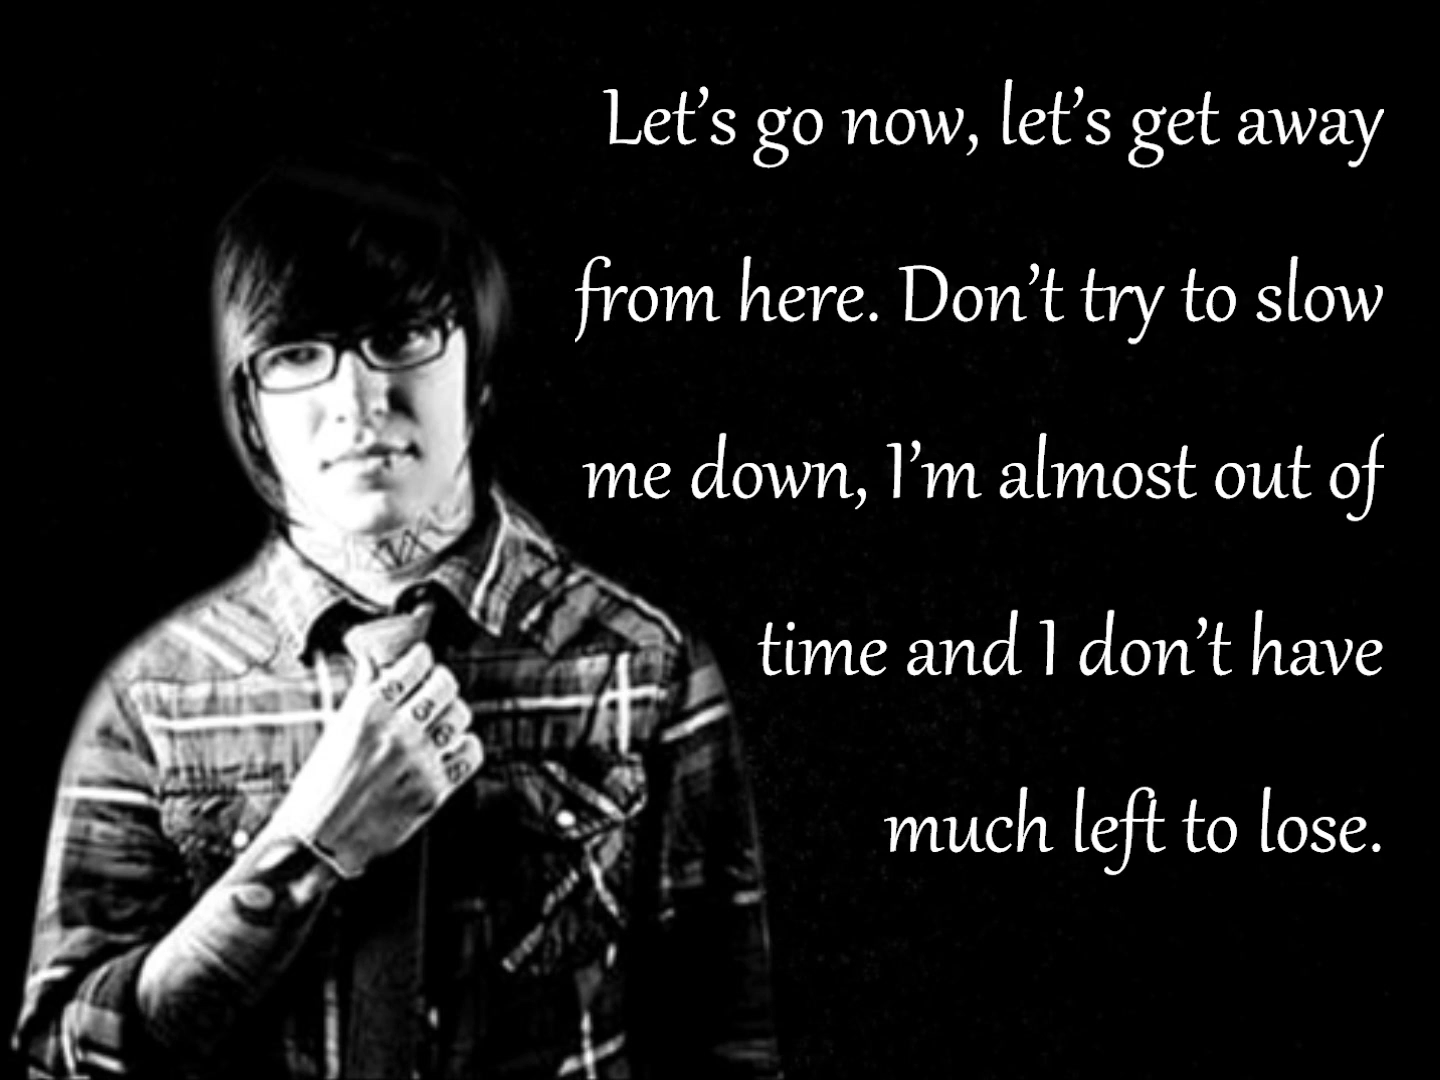 Let’s go now, let’s get away
from here. Don’t try to slow
me down, I’m almost out of
time and I don’t have
much left to lose.